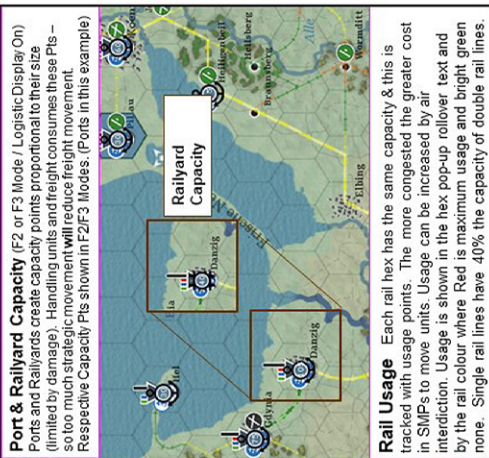 Port & Railyard Capacity (F2 or F3 Mode / Logistic Display On)
Ports and Railyards create capacity points proportional to their size
(limited by damage). Handling units and freight consumes these Pts –
so too much strategic movement will reduce freight movement.
Respective Capacity Pts shown in F2/F3 Modes. (Ports in this example)
Pillau
Heiligenbeil
Heilsberg
Braunsberg
Alle
Wormditt
Elbing
Railyard
Capacity
Danzig
Hel
Danzig
Gdynia
Rail Usage Each rail hex has the same capacity & this is
tracked with usage points. The more congested the greater cost
in SMPs to move units. Usage can be increased by air
interdiction. Usage is shown in the hex pop-up rollover text and
by the rail colour where Red is maximum usage and bright green
none. Single rail lines have 40% the capacity of double rail lines.